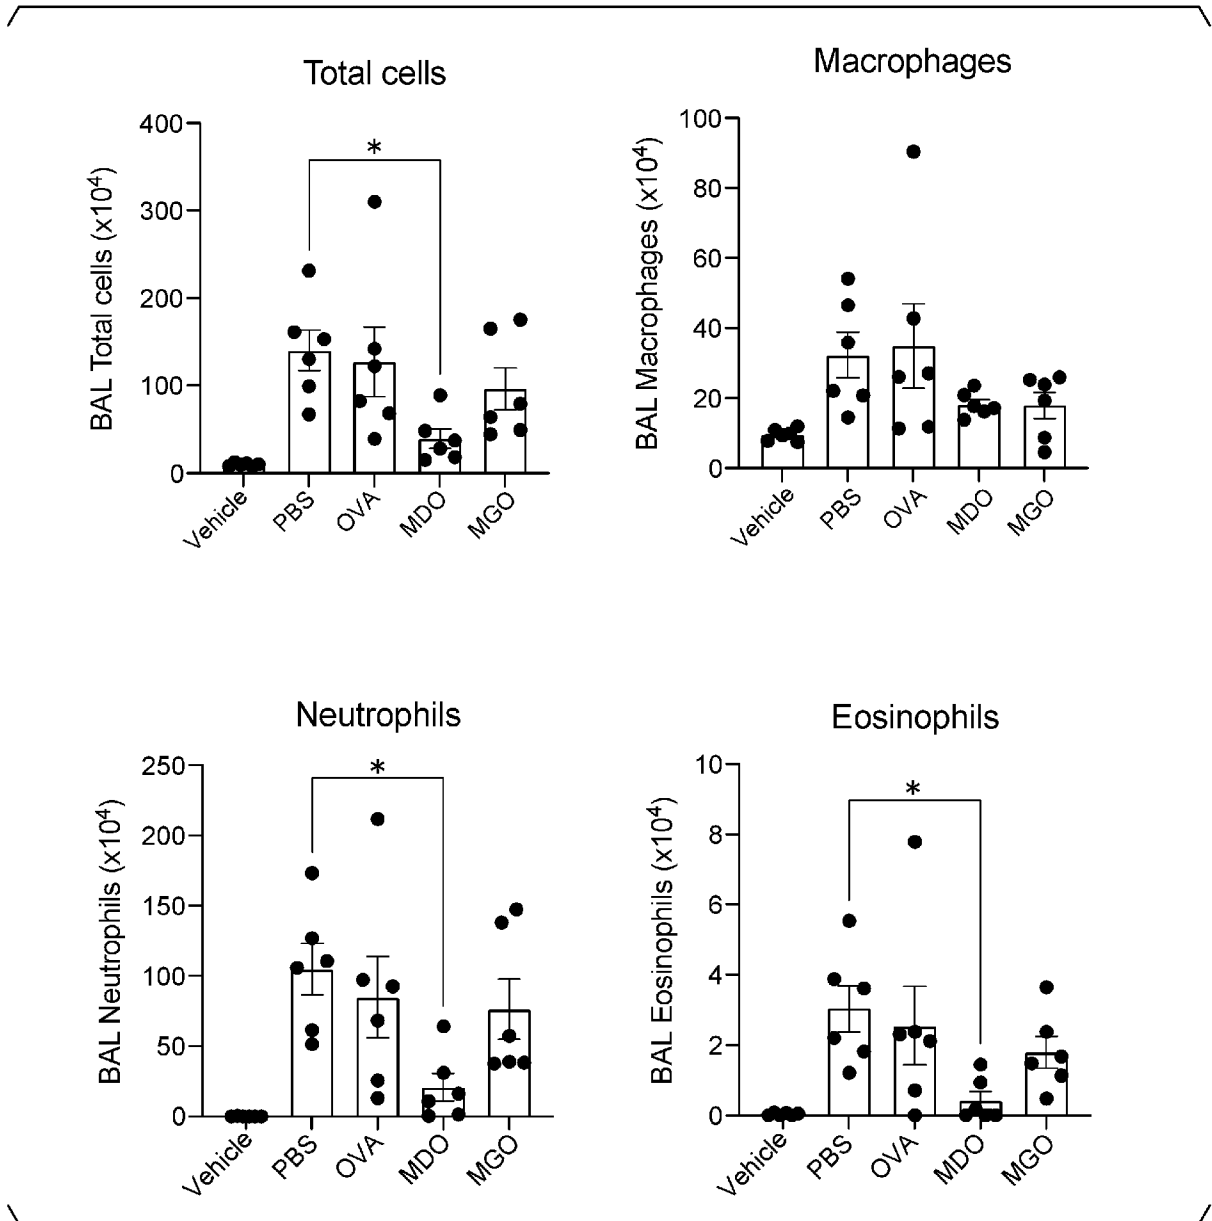 Total cells
BAL Total cells (x10⁴)
400
300
200
100
0
*
Vehicle
PBS
OVA
MDO
MGO
Macrophages
BAL Macrophages (x10⁴)
100
80
60
40
20
0
Vehicle
PBS
OVA
MDO
MGO
Neutrophils
BAL Neutrophils (x10⁴)
250
200
150
100
50
0
*
Vehicle
PBS
OVA
MDO
MGO
Eosinophils
BAL Eosinophils (x10⁴)
10
8
6
4
2
0
*
Vehicle
PBS
OVA
MDO
MGO